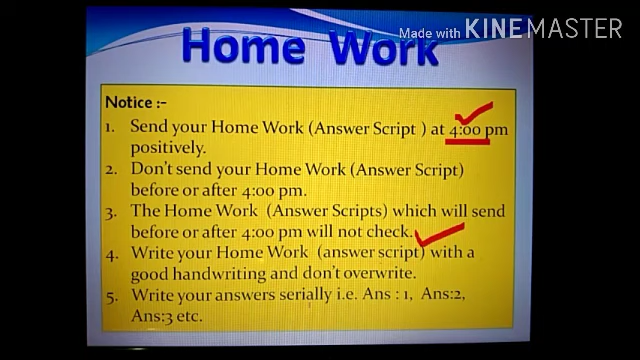 Made with KINEMASTER
Home Work
Notice :-
1. Send your Home Work (Answer Script ) at 4:00 pm
positively.
2. Don't send your Home Work (Answer Script)
before or after 4:00 pm.
3. The Home Work (Answer Scripts) which will send
before or after 4:00 pm will not check.
4. Write your Home Work (answer script) with a
good handwriting and don't overwrite.
5. Write your answers serially i.e. Ans : 1, Ans:2,
Ans:3 etc.